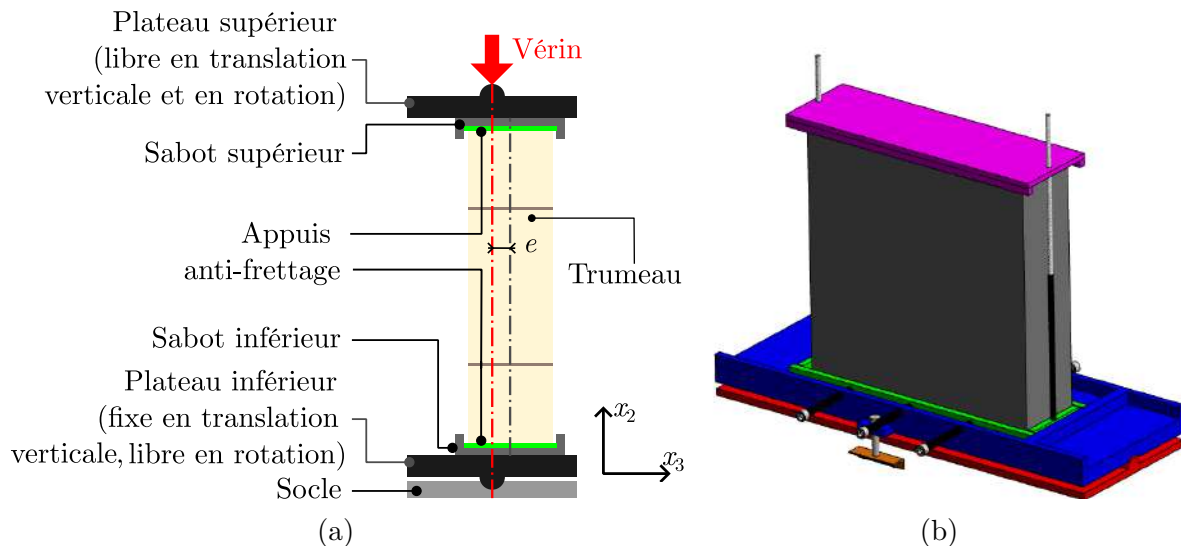 Plateau supérieur
(libre en translation
verticale et en rotation)
Vérin
Sabot supérieur
Appuis
anti-frettage
e
Trumeau
Sabot inférieur
Plateau inférieur
(fixe en translation
verticale, libre en rotation)
Socle
x₂
x₃
(a)
(b)